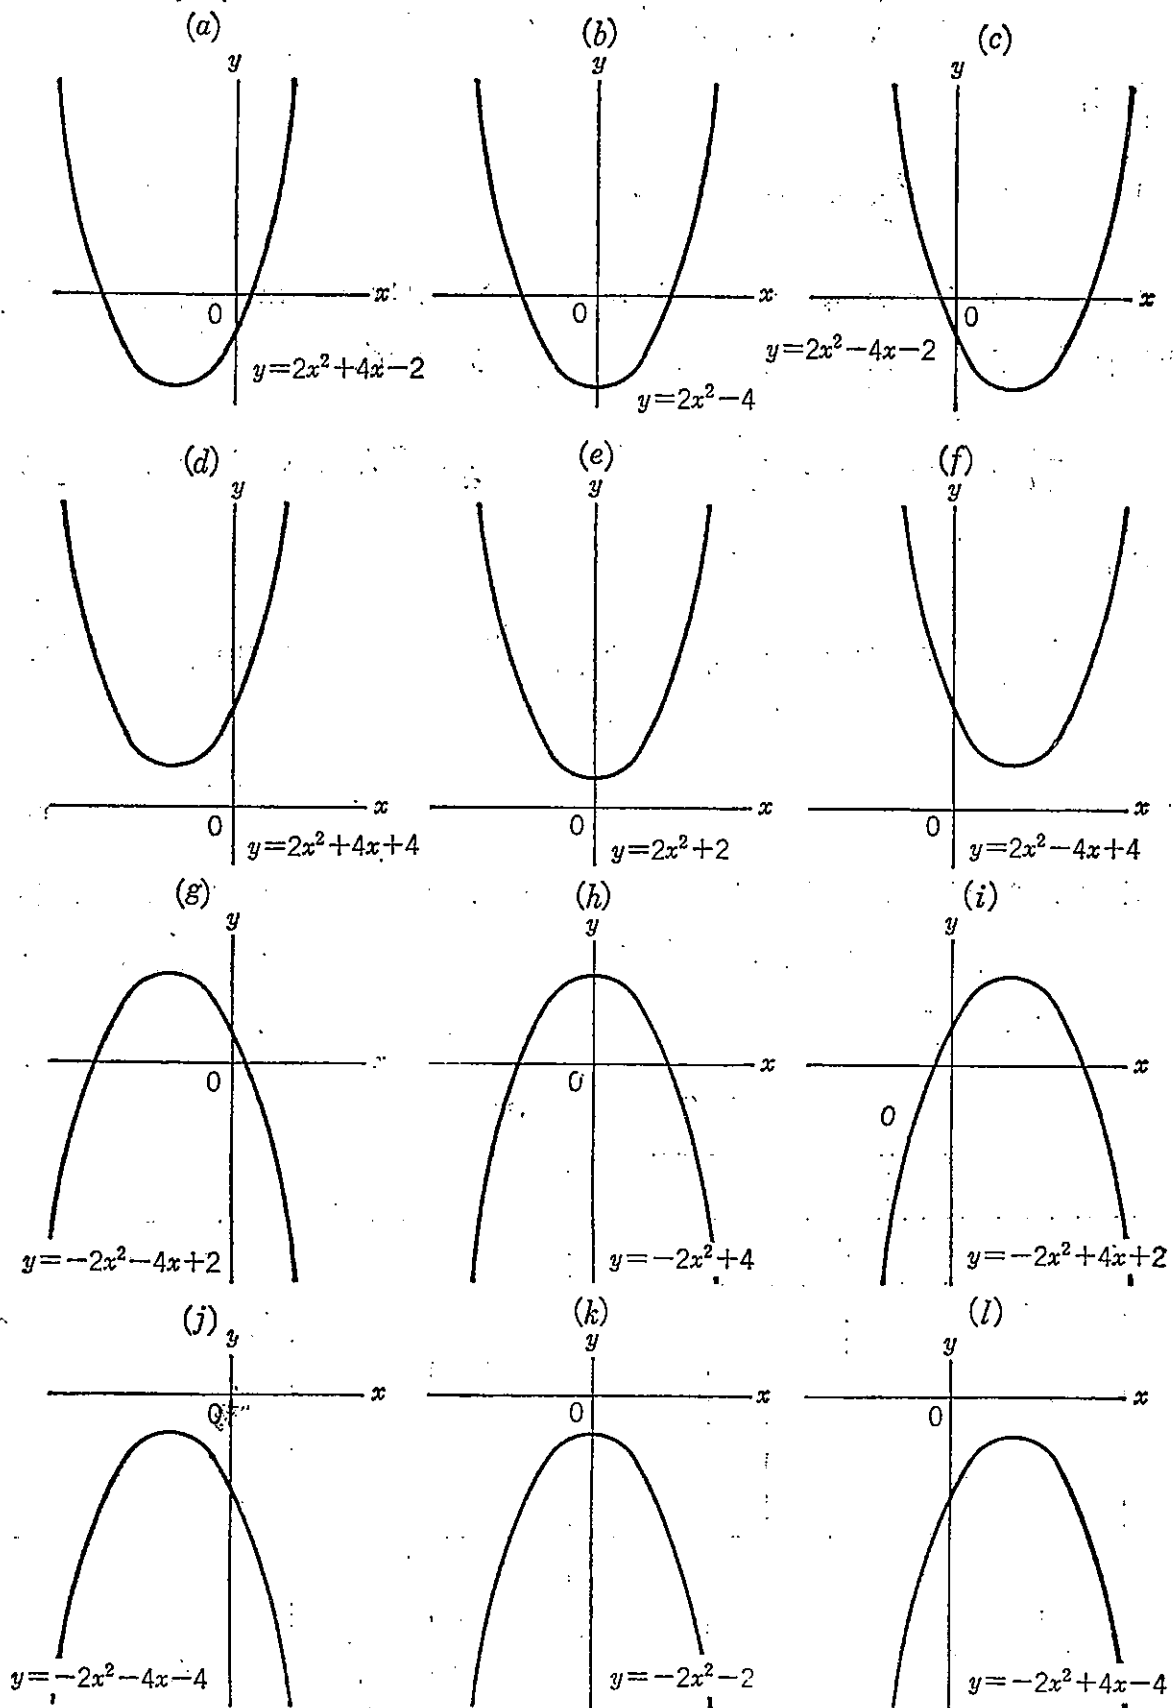 (a) (b) (c)
y y y
x x x
0 0 0
y=2x²+4x−2 y=2x²−4 y=2x²−4x−2
(d) (e) (f)
y y y
x x x
0 0 0
y=2x²+4x+4 y=2x²+2 y=2x²−4x+4
(g) (h) (i)
y y y
x x
0 0 0
y=−2x²−4x+2 y=−2x²+4 y=−2x²+4x+2
(j) (k) (l)
y y y
x x x
0 0 0
y=−2x²−4x−4 y=−2x²−2 y=−2x²+4x−4